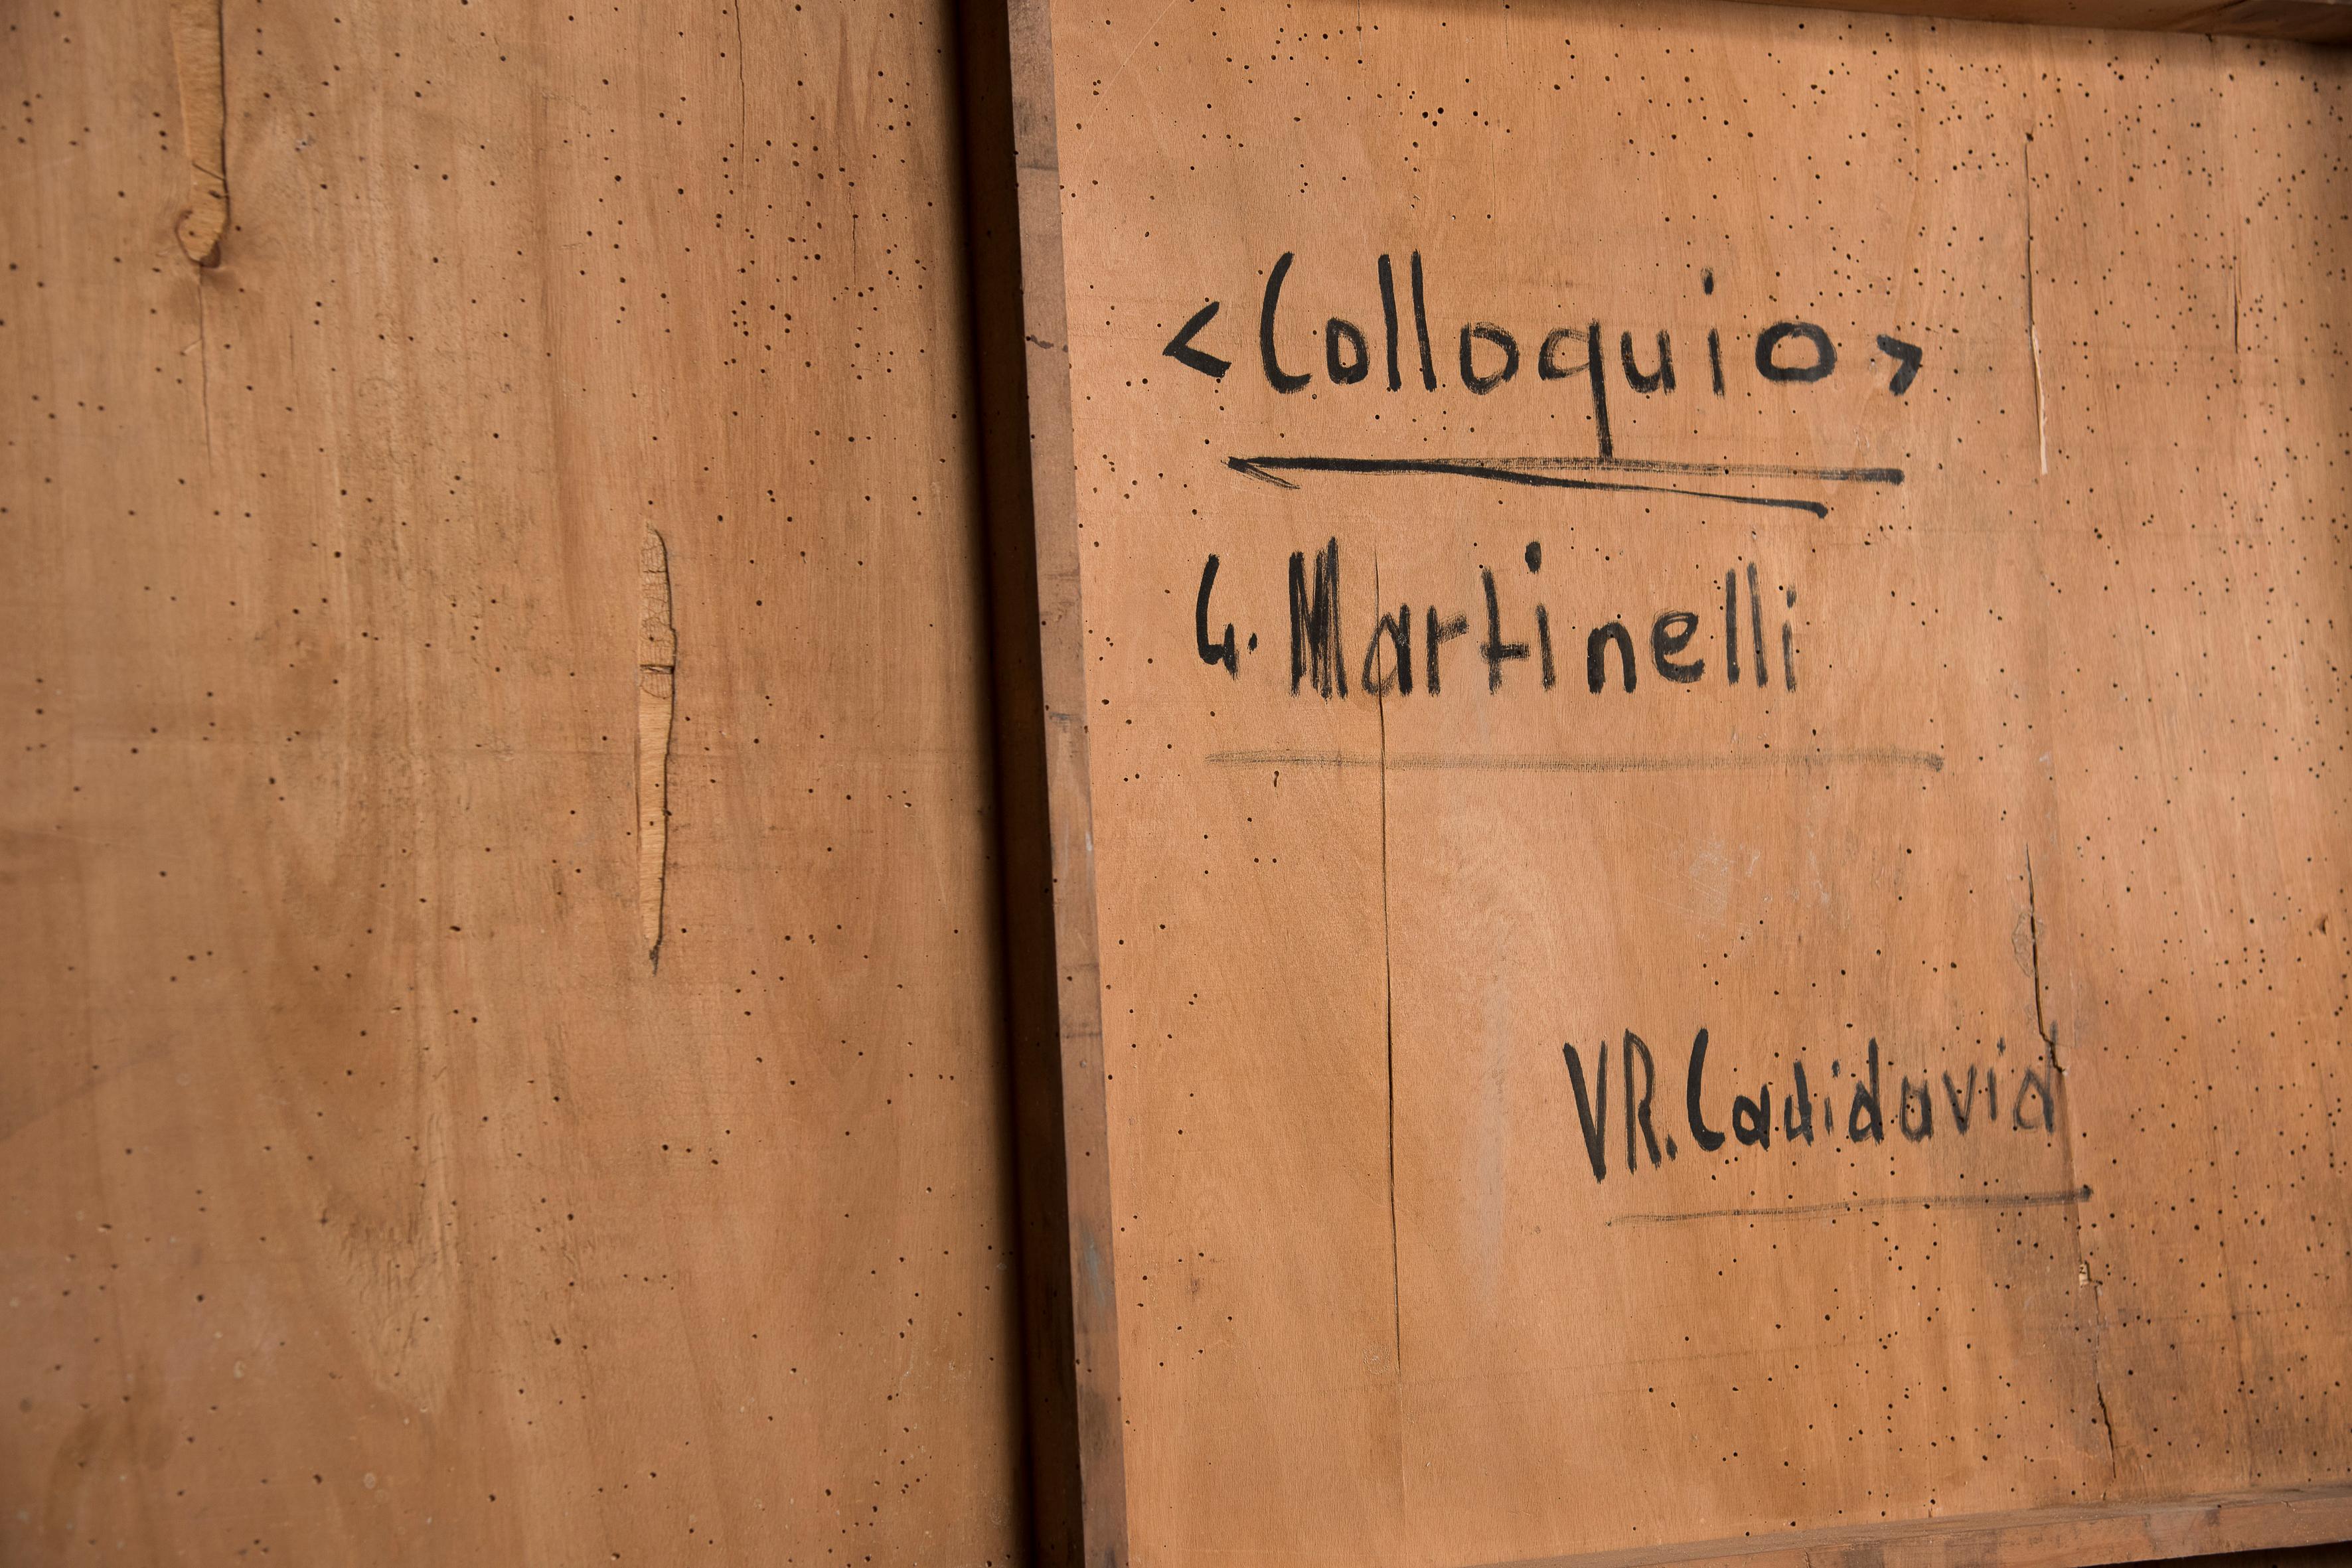 <Colloquio>
G. Martinelli
VR. Cadidavid